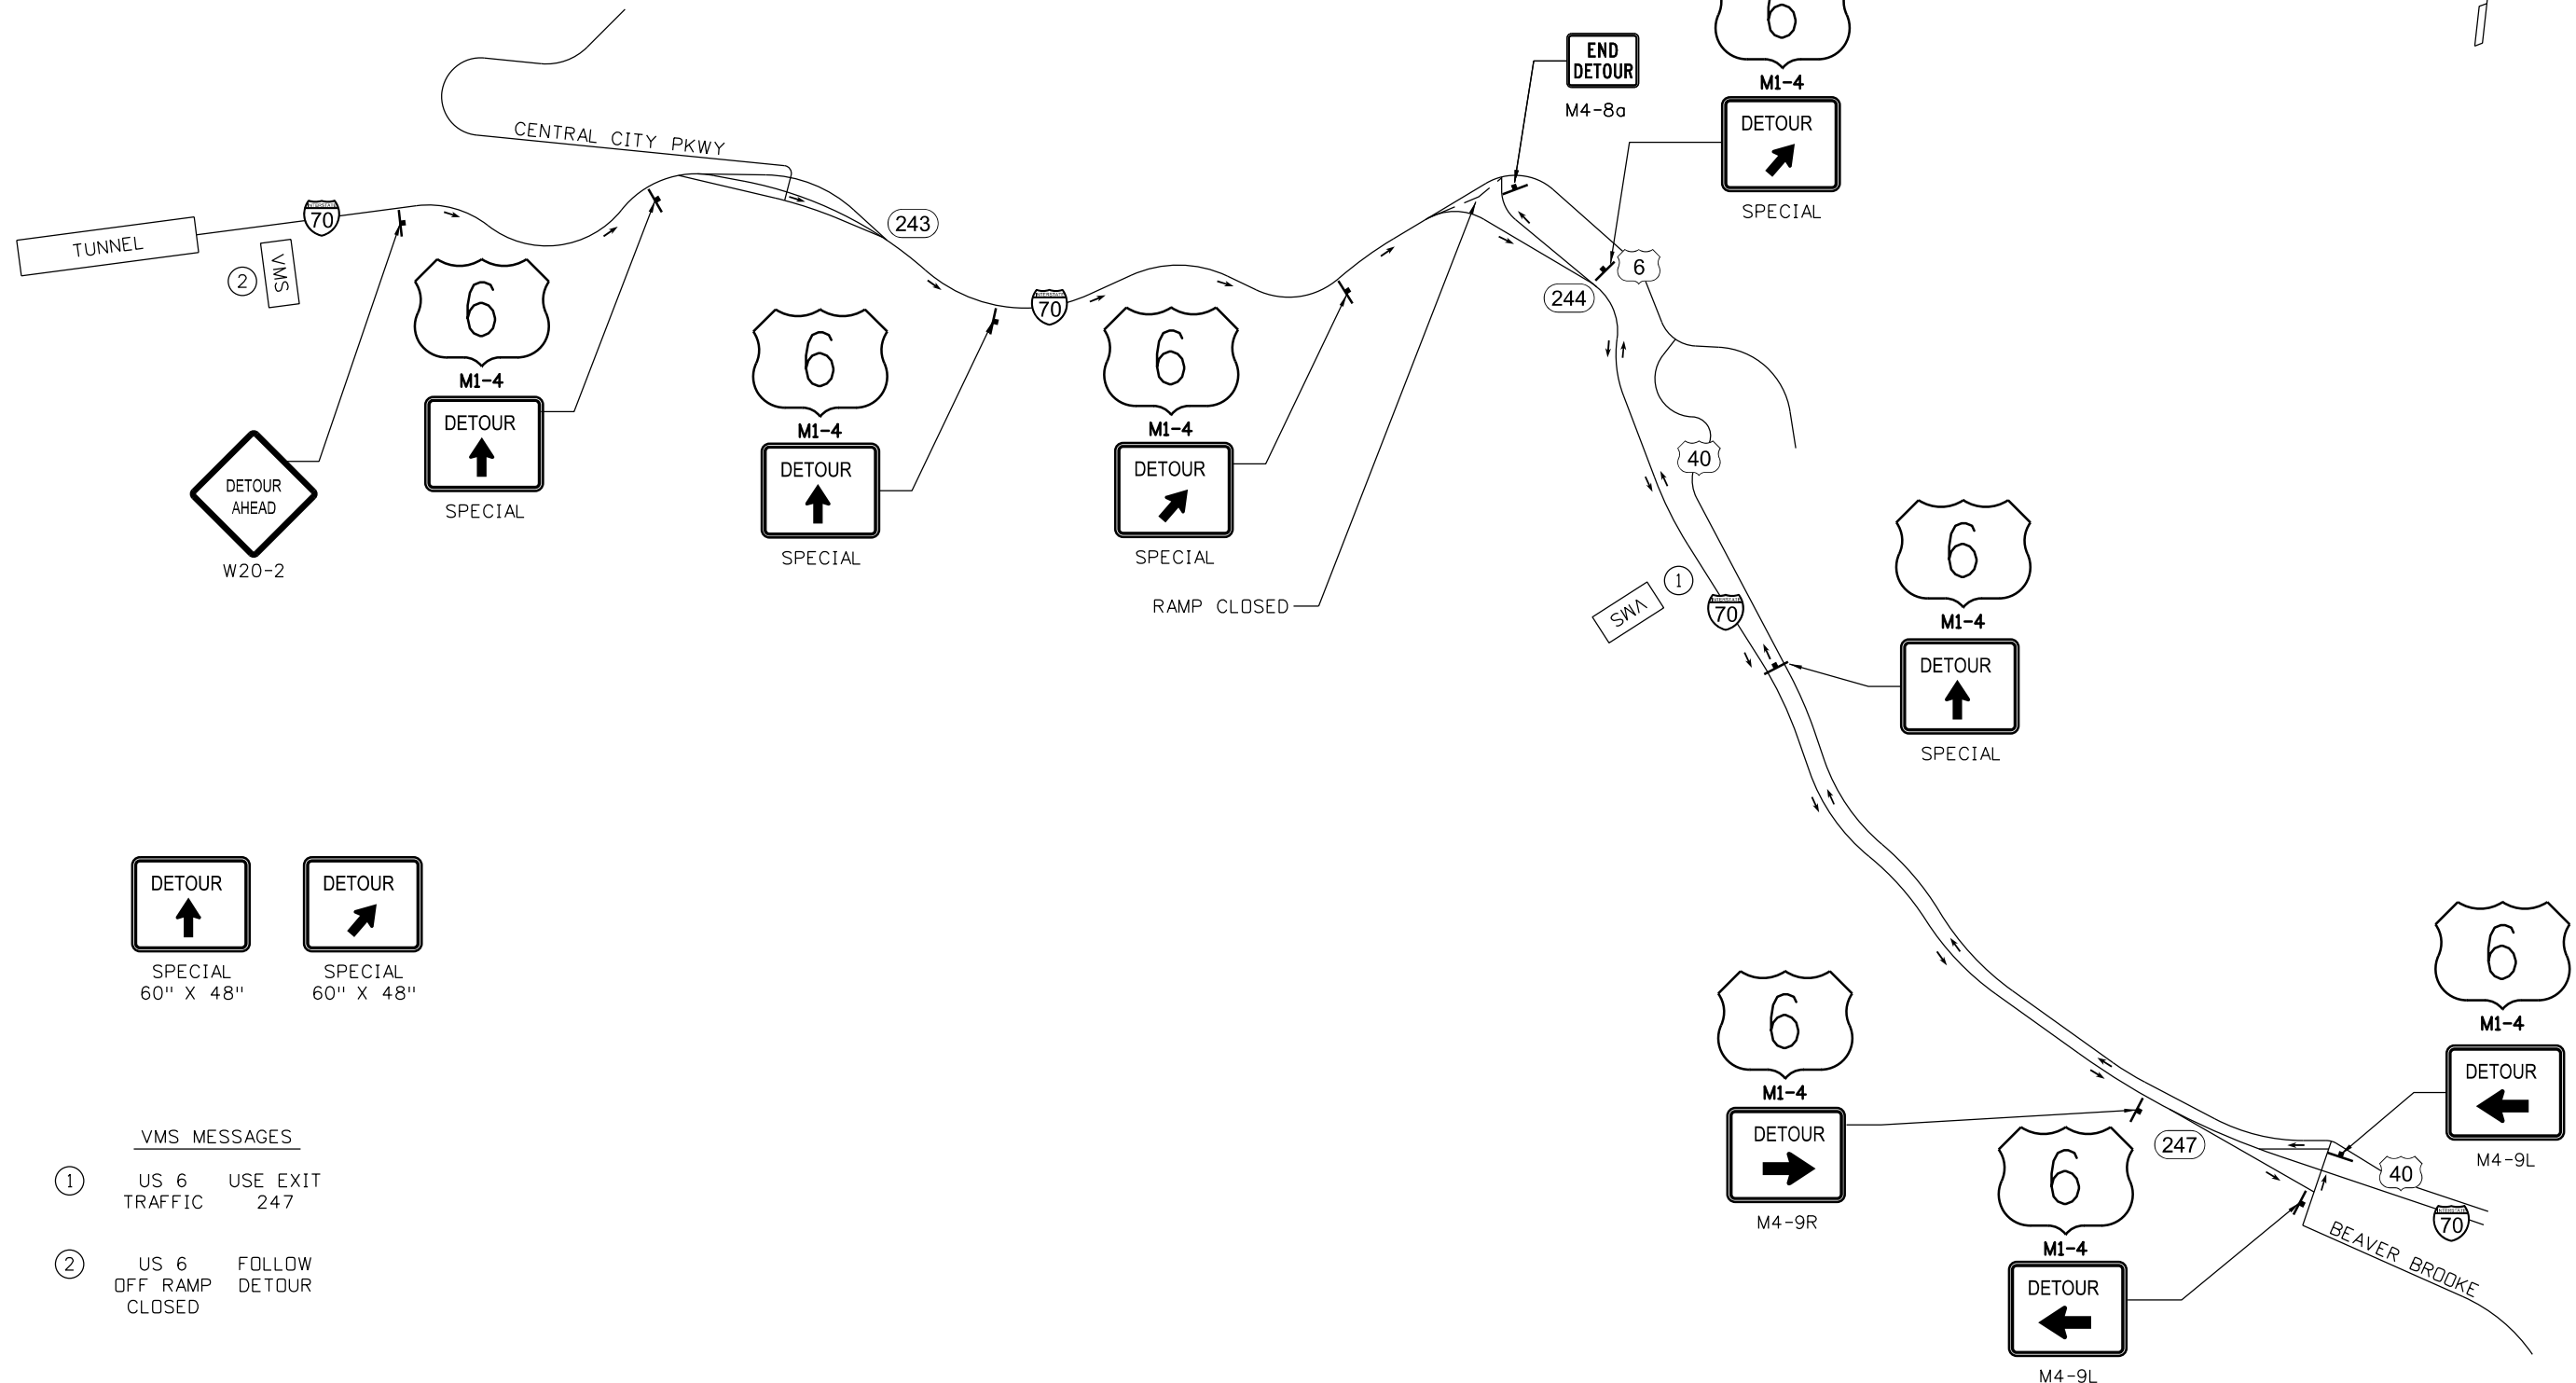 6
M1-4
DETOUR
SPECIAL
END
DETOUR
M4-8a
CENTRAL CITY PKWY
TUNNEL
70
2
VMS
243
6
M1-4
DETOUR
SPECIAL
DETOUR
AHEAD
W20-2
6
M1-4
DETOUR
SPECIAL
70
6
M1-4
DETOUR
SPECIAL
RAMP CLOSED
244
6
40
1
VMS
70
6
M1-4
DETOUR
SPECIAL
DETOUR
SPECIAL
60" X 48"
DETOUR
SPECIAL
60" X 48"
6
M1-4
DETOUR
M4-9R
6
M1-4
DETOUR
M4-9L
247
6
M1-4
DETOUR
M4-9L
40
70
BEAVER BROOKE
VMS MESSAGES
1
US 6 USE EXIT
TRAFFIC 247
2
US 6 FOLLOW
OFF RAMP DETOUR
CLOSED